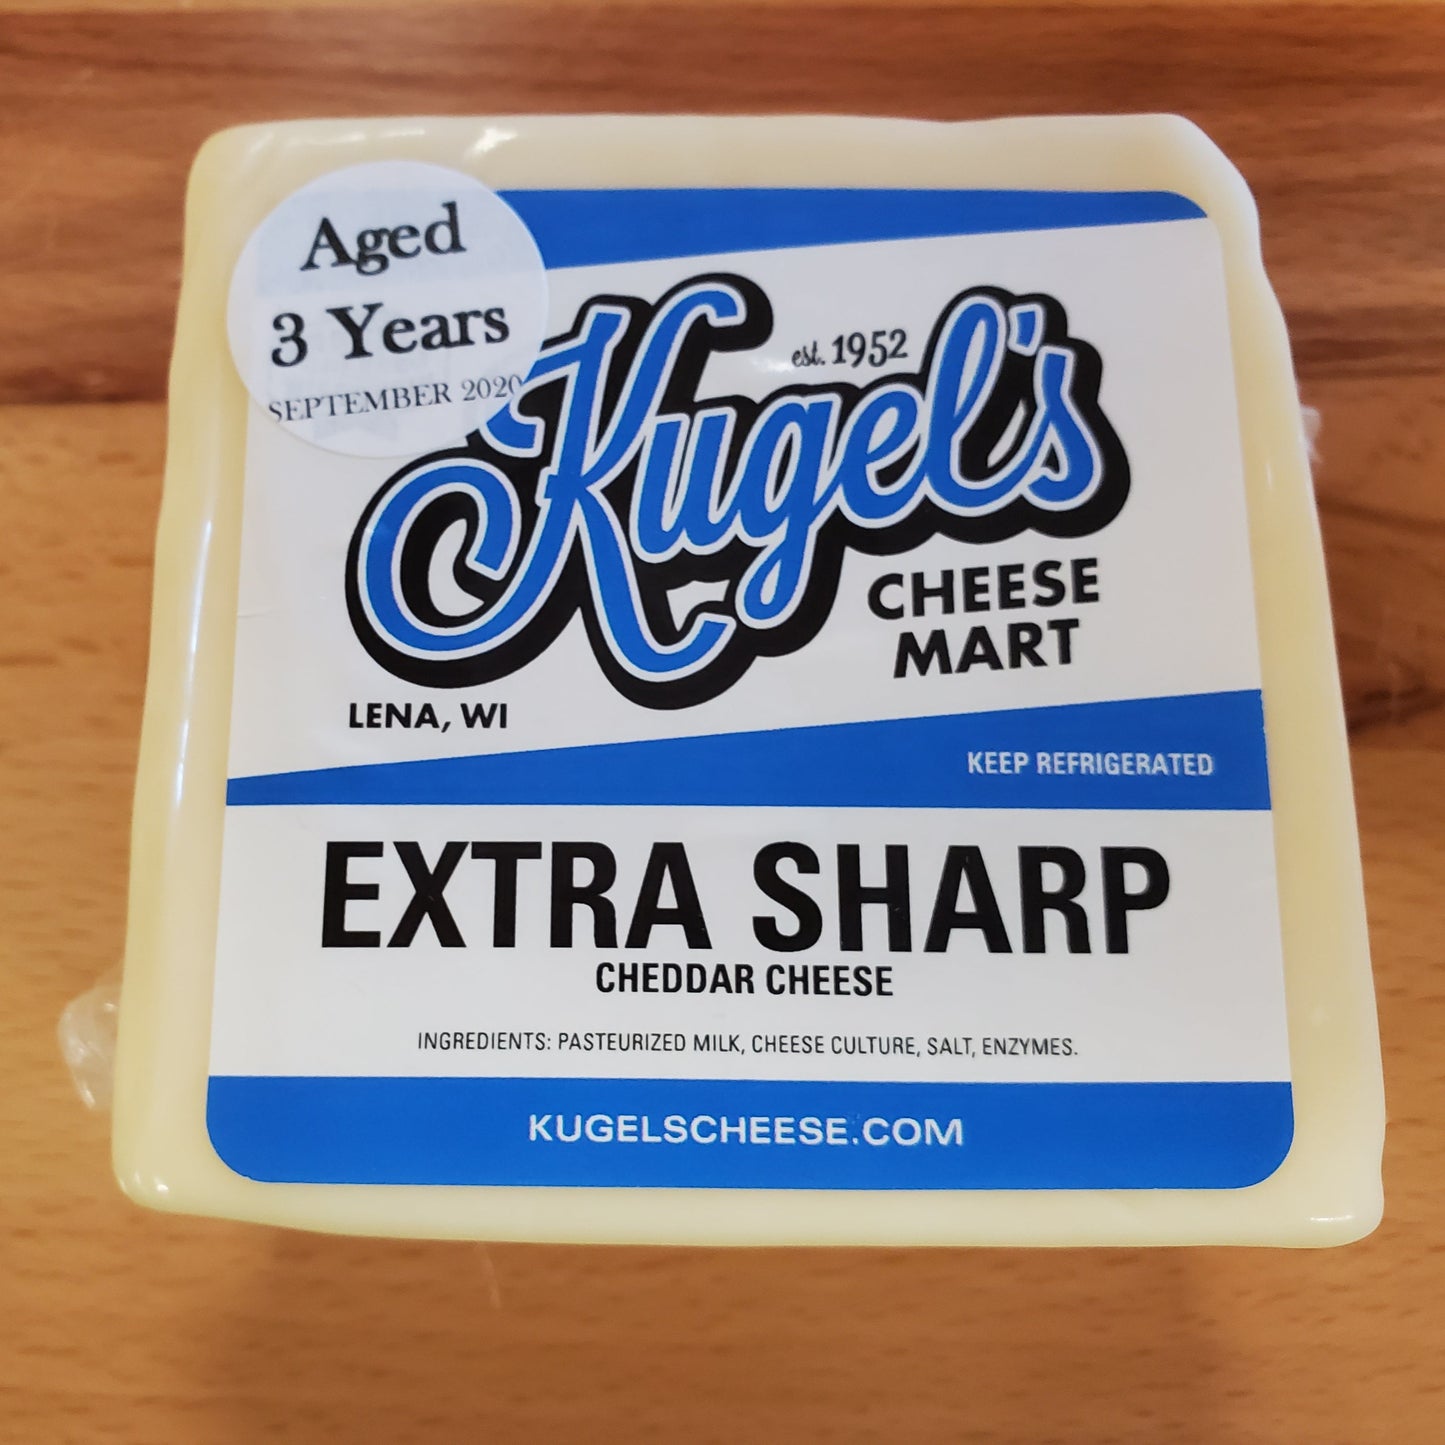 Aged
3 Years
SEPTEMBER 2020
est. 1952
Kugel's
CHEESE
MART
LENA, WI
KEEP REFRIGERATED
EXTRA SHARP
CHEDDAR CHEESE
INGREDIENTS: PASTEURIZED MILK, CHEESE CULTURE, SALT, ENZYMES.
KUGELSCHEESE.COM